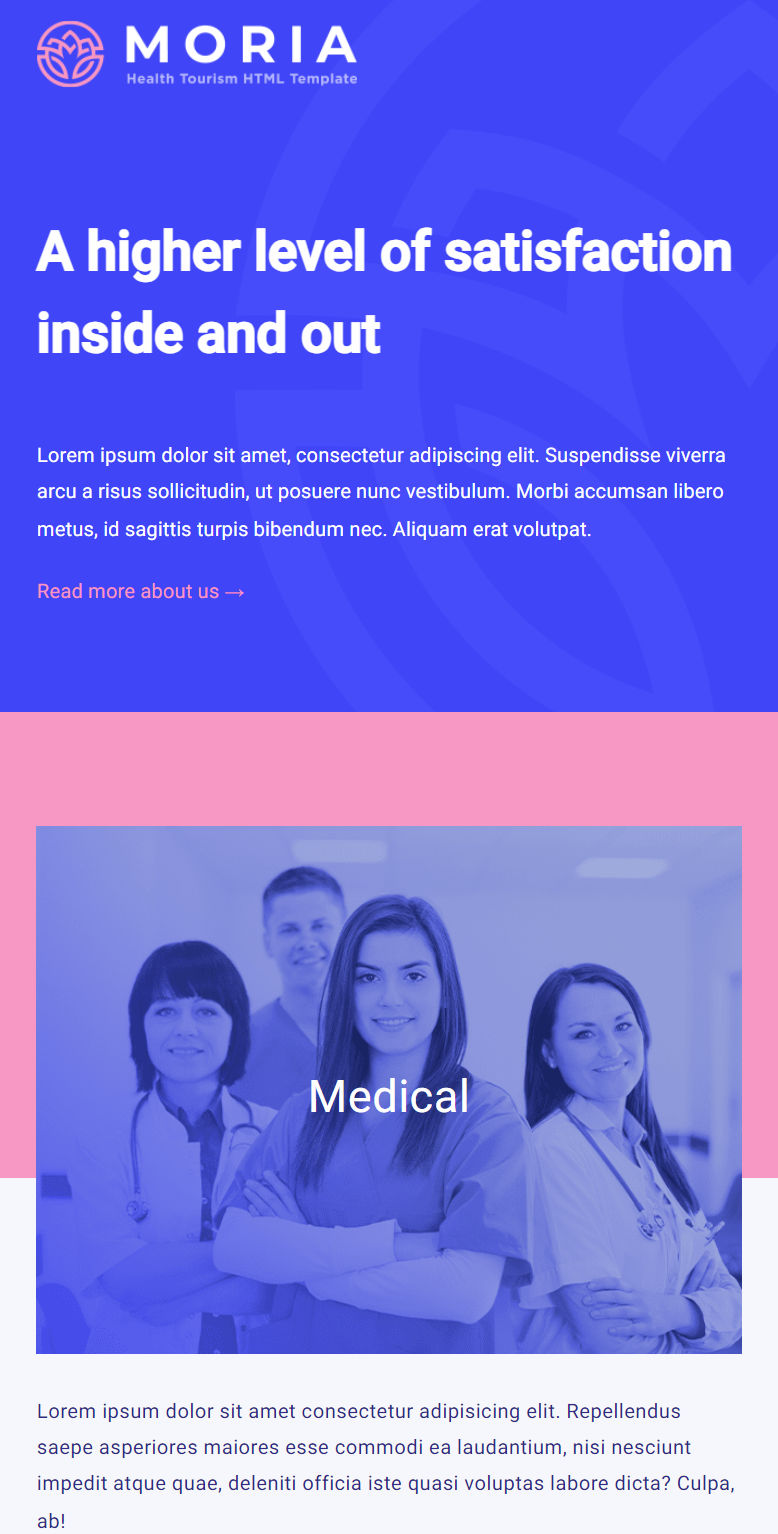 MORIA
Health Tourism HTML Template
A higher level of satisfaction
inside and out
Lorem ipsum dolor sit amet, consectetur adipiscing elit. Suspendisse viverra
arcu a risus sollicitudin, ut posuere nunc vestibulum. Morbi accumsan libero
metus, id sagittis turpis bibendum nec. Aliquam erat volutpat.
Read more about us →
Medical
Lorem ipsum dolor sit amet consectetur adipisicing elit. Repellendus
saepe asperiores maiores esse commodi ea laudantium, nisi nesciunt
impedit atque quae, deleniti officia iste quasi voluptas labore dicta? Culpa,
ab!